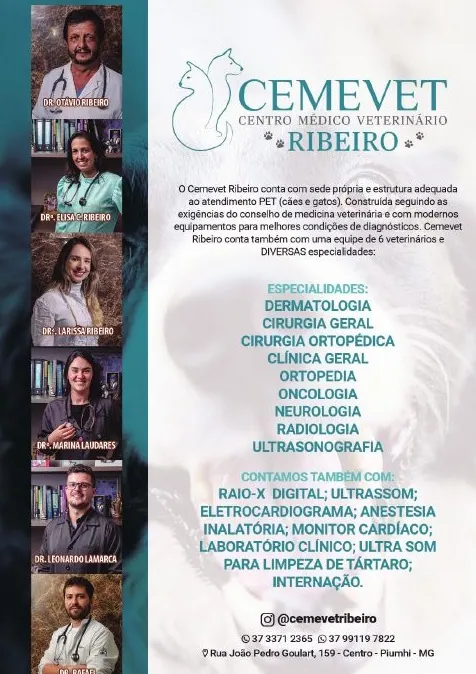 DR. OTÁVIO RIBEIRO
DRª. ELISA C. RIBEIRO
DRª. LARISSA RIBEIRO
DRª. MARINA LAUDARES
DR. LEONARDO LAMARCA
DR. RAFAEL
CEMEVET
CENTRO MÉDICO VETERINÁRIO
RIBEIRO
O Cemevet Ribeiro conta com sede própria e estrutura adequada
ao atendimento PET (cães e gatos). Construída seguindo as
exigências do conselho de medicina veterinária e com modernos
equipamentos para melhores condições de diagnósticos. Cemevet
Ribeiro conta também com uma equipe de 6 veterinários e
DIVERSAS especialidades:
ESPECIALIDADES:
DERMATOLOGIA
CIRURGIA GERAL
CIRURGIA ORTOPÉDICA
CLÍNICA GERAL
ORTOPEDIA
ONCOLOGIA
NEUROLOGIA
RADIOLOGIA
ULTRASONOGRAFIA
CONTAMOS TAMBÉM COM:
RAIO-X DIGITAL; ULTRASSOM;
ELETROCARDIOGRAMA; ANESTESIA
INALATÓRIA; MONITOR CARDÍACO;
LABORATÓRIO CLÍNICO; ULTRA SOM
PARA LIMPEZA DE TÁRTARO;
INTERNAÇÃO.
@cemevetribeiro
37 3371 2365 37 99119 7822
Rua João Pedro Goulart, 159 - Centro - Piumhi - MG